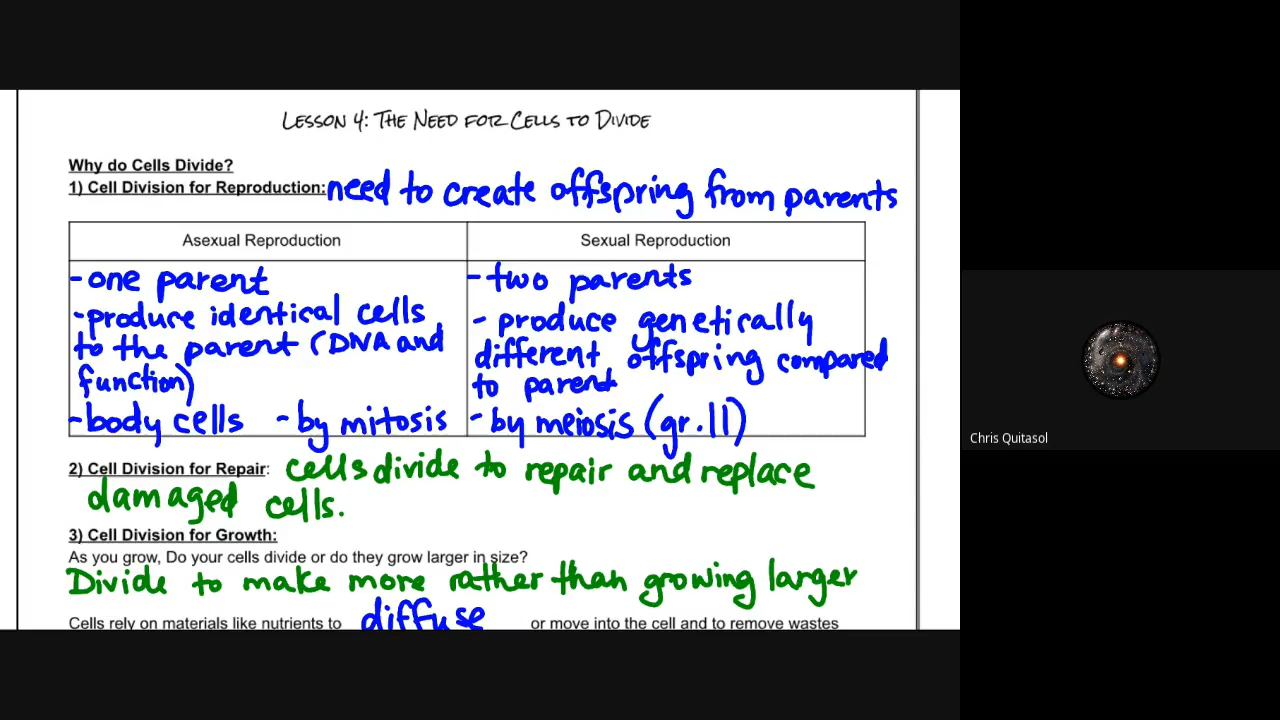 LESSON 4: THE NEED FOR CELLS TO DIVIDE
Why do Cells Divide?
1) Cell Division for Reproduction: need to create offspring from parents
Asexual Reproduction
- one parent
- produce identical cells
to the parent (DNA and
function)
- body cells - by mitosis
Sexual Reproduction
- two parents
- produce genetically
different offspring compared
to parent
- by meiosis (gr. 11)
2) Cell Division for Repair: cells divide to repair and replace
damaged cells.
3) Cell Division for Growth:
As you grow, Do your cells divide or do they grow larger in size?
Divide to make more rather than growing larger
Cells rely on materials like nutrients to diffuse or move into the cell and to remove wastes
Chris Quitasol